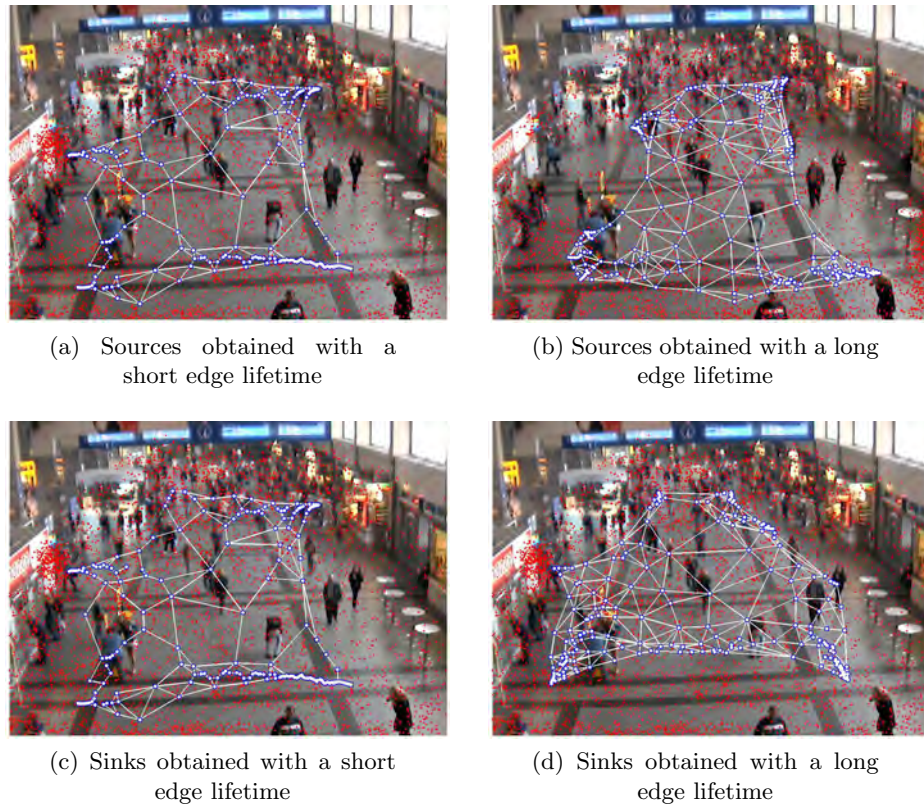 (a) Sources obtained with a
short edge lifetime
(b) Sources obtained with a long
edge lifetime
(c) Sinks obtained with a short
edge lifetime
(d) Sinks obtained with a long
edge lifetime